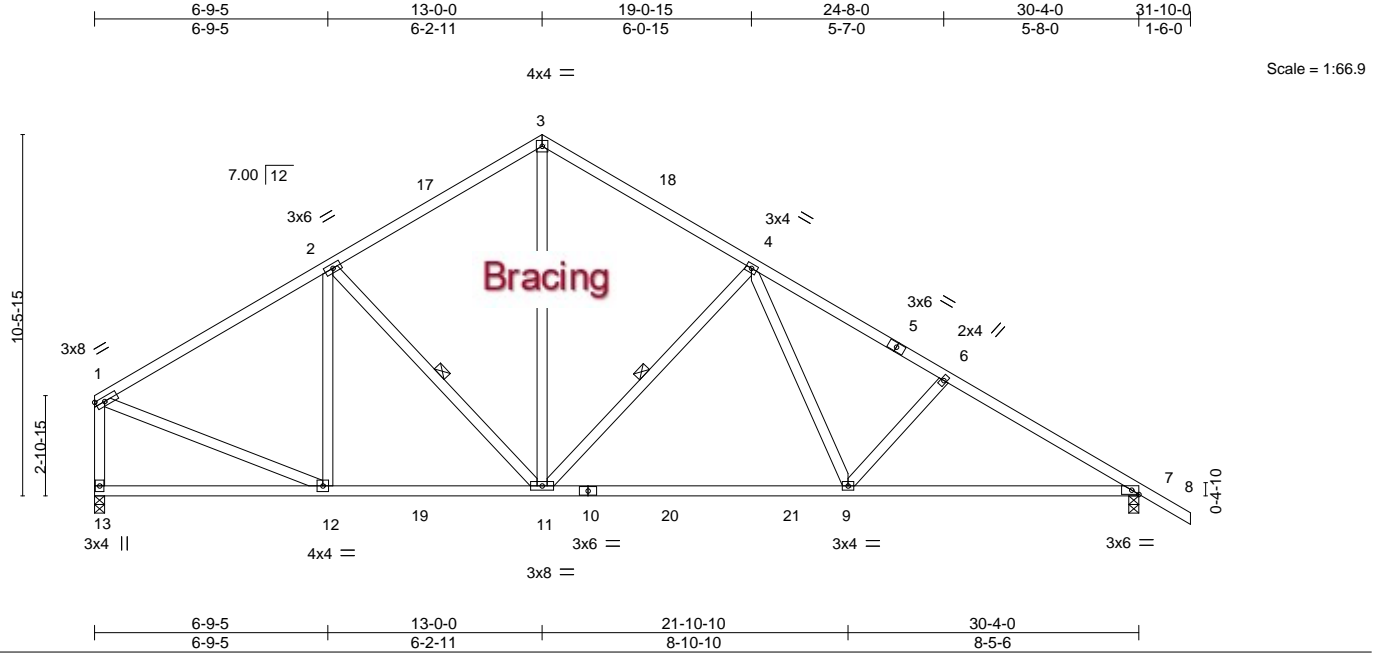 6-9-5 13-0-0 19-0-15 24-8-0 30-4-0 31-10-0
6-9-5 6-2-11 6-0-15 5-7-0 5-8-0 1-6-0
Scale = 1:66.9
4x4 =
3
7.00 12
17
18
3x6
3x4
2
4
Bracing
3x6
5
2x4
6
10-5-15
3x8
1
2-10-15
7 8
0-4-10
13
12 19 11 10 20 21 9
3x4 ||
4x4 =
3x6 =
3x4 =
3x6 =
3x8 =
6-9-5 13-0-0 21-10-10 30-4-0
6-9-5 6-2-11 8-10-10 8-5-6